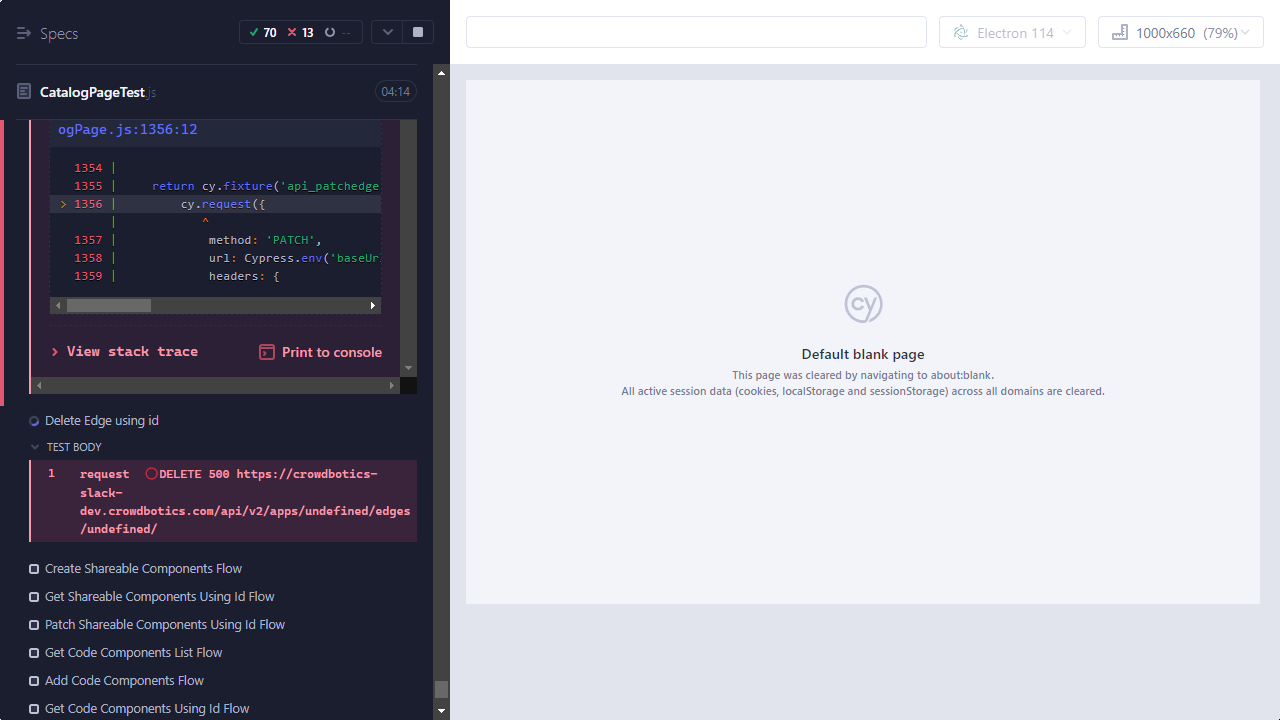 Specs
70 13 --
Electron 114
1000x660 (79%)
CatalogPageTest.js
04:14
ogPage.js:1356:12
1354 |
1355 | return cy.fixture('api_patchedge
> 1356 | cy.request({
| ^
1357 | method: 'PATCH',
1358 | url: Cypress.env('baseUr
1359 | headers: {
View stack trace
Print to console
Delete Edge using id
TEST BODY
1 request DELETE 500 https://crowdbotics-
slack-
dev.crowdbotics.com/api/v2/apps/undefined/edges
/undefined/
Create Shareable Components Flow
Get Shareable Components Using Id Flow
Patch Shareable Components Using Id Flow
Get Code Components List Flow
Add Code Components Flow
Get Code Components Using Id Flow
cy
Default blank page
This page was cleared by navigating to about:blank.
All active session data (cookies, localStorage and sessionStorage) across all domains are cleared.